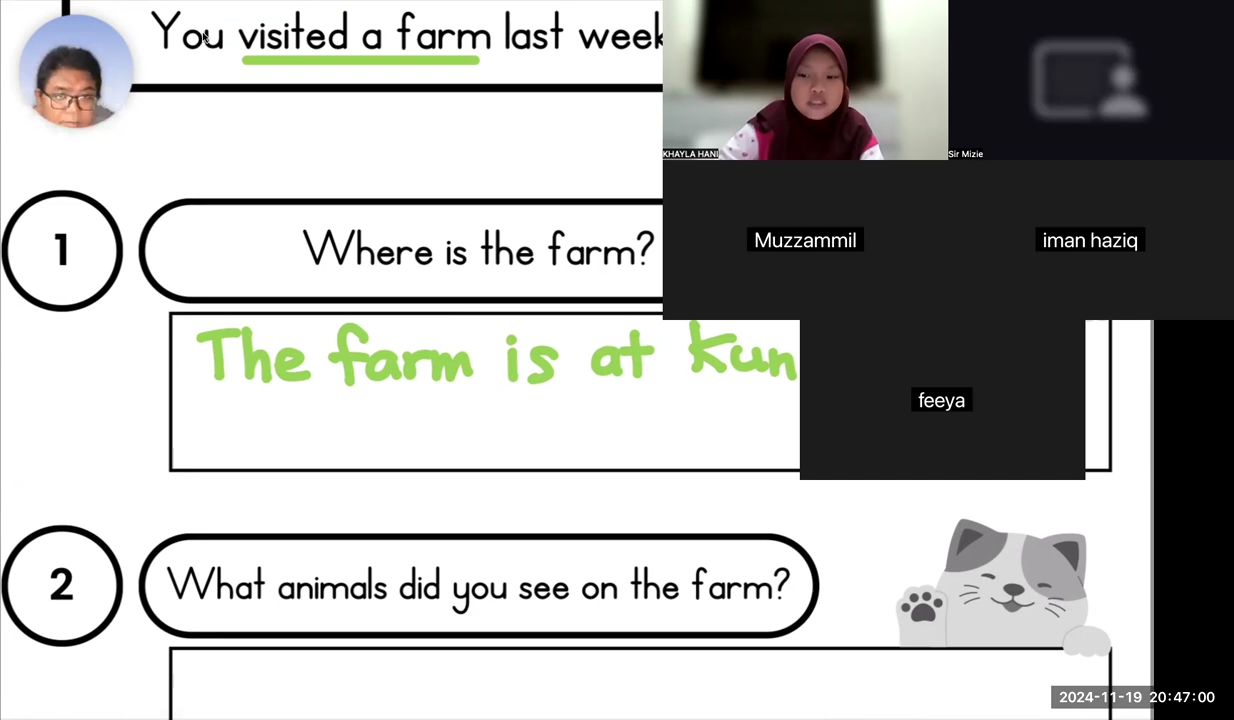 You visited a farm last week
KHAYLA HANI
Sir Mizie
1
Where is the farm?
Muzzammil
iman haziq
The farm is at Kun
feeya
2
What animals did you see on the farm?
2024-11-19 20:47:00